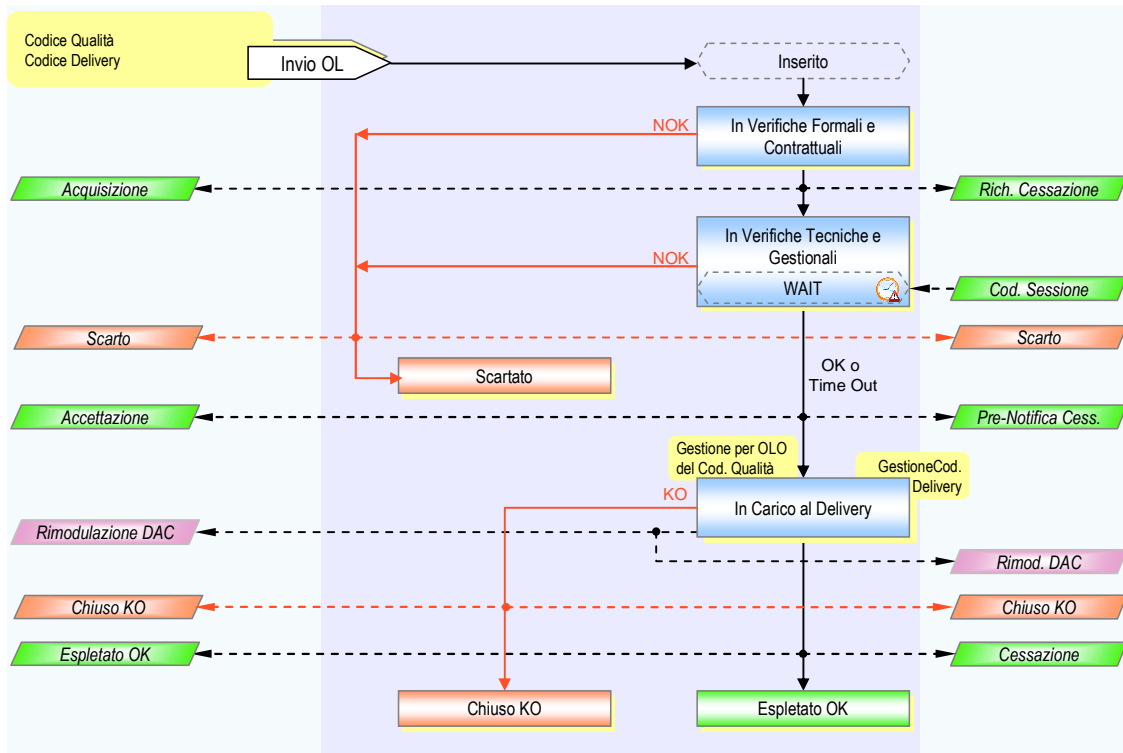 Codice Qualità
Codice Delivery
Invio OL
Inserito
NOK
In Verifiche Formali e
Contrattuali
Acquisizione
Rich. Cessazione
In Verifiche Tecniche e
Gestionali
NOK
WAIT
Cod. Sessione
Scarto
Scarto
Scartato
OK o
Time Out
Accettazione
Pre-Notifica Cess.
Gestione per OLO
del Cod. Qualità
GestioneCod.
Delivery
KO
In Carico al Delivery
Rimodulazione DAC
Rimod. DAC
Chiuso KO
Chiuso KO
Espletato OK
Cessazione
Chiuso KO
Espletato OK